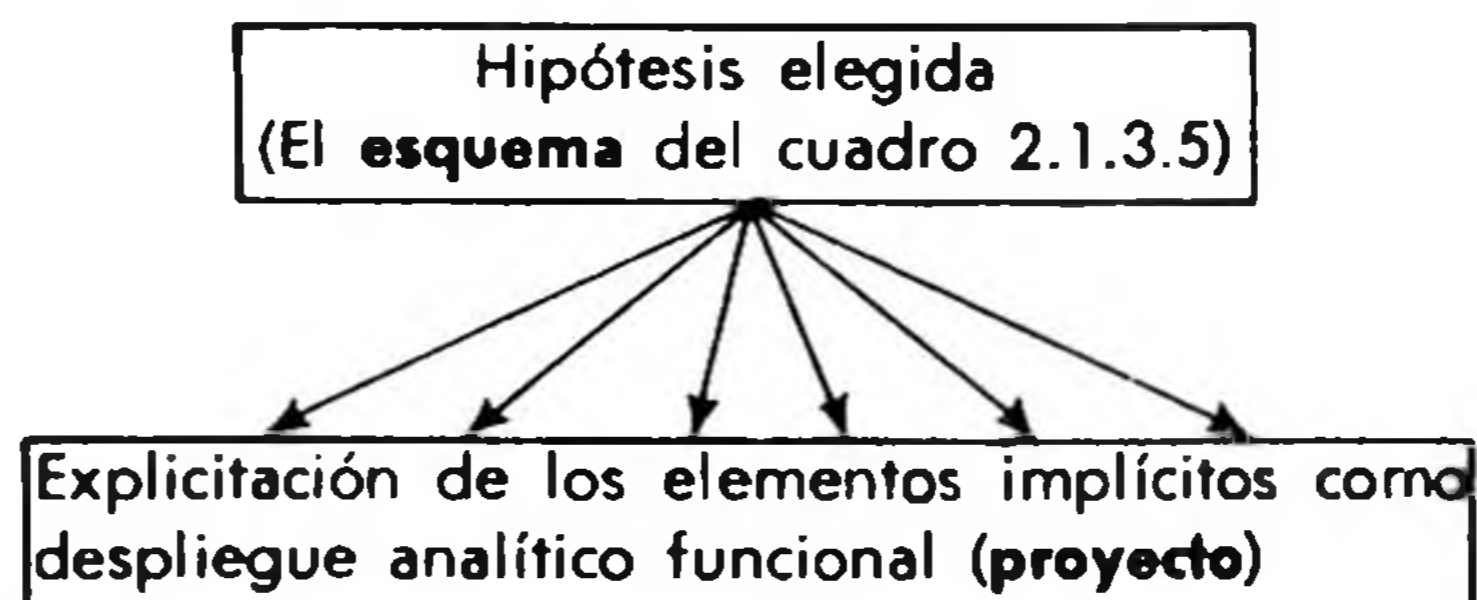 Hipótesis elegida
(El esquema del cuadro 2.1.3.5)
Explicitación de los elementos implícitos como
despliegue analítico funcional (proyecto)